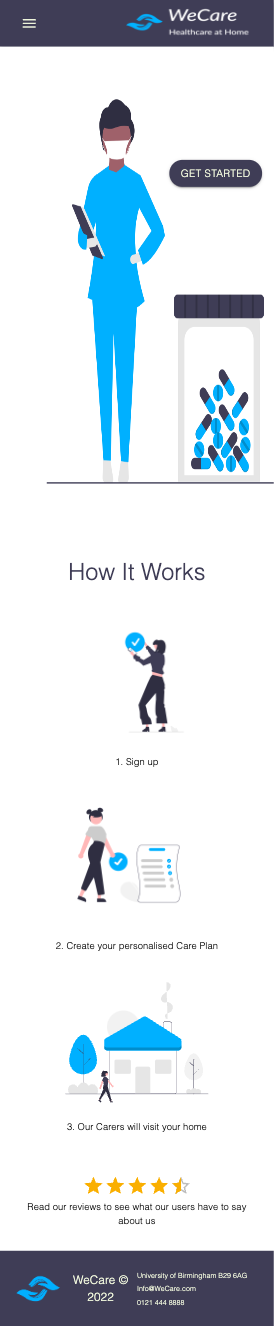 WeCare
Healthcare at Home
GET STARTED
How It Works
1. Sign up
2. Create your personalised Care Plan
3. Our Carers will visit your home
Read our reviews to see what our users have to say
about us
WeCare ©
2022
University of Birmingham B29 6AG
Info@WeCare.com
0121 444 8888